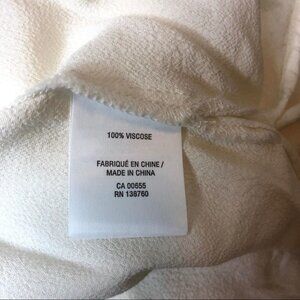 100% VISCOSE
FABRIQUÉ EN CHINE /
MADE IN CHINA
CA 00655
RN 138760